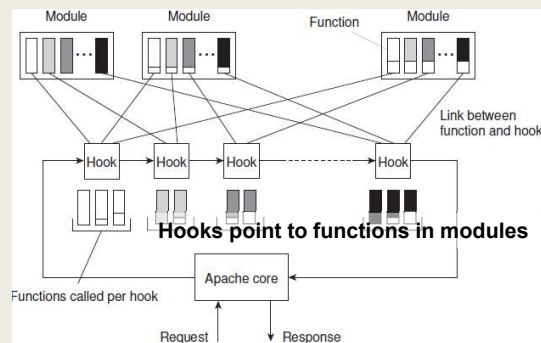 Module
Module
Function
Module
Link between
function and hook
Hook
Hook
Hook
Hook
Hooks point to functions in modules
Apache core
Functions called per hook
Request
Response